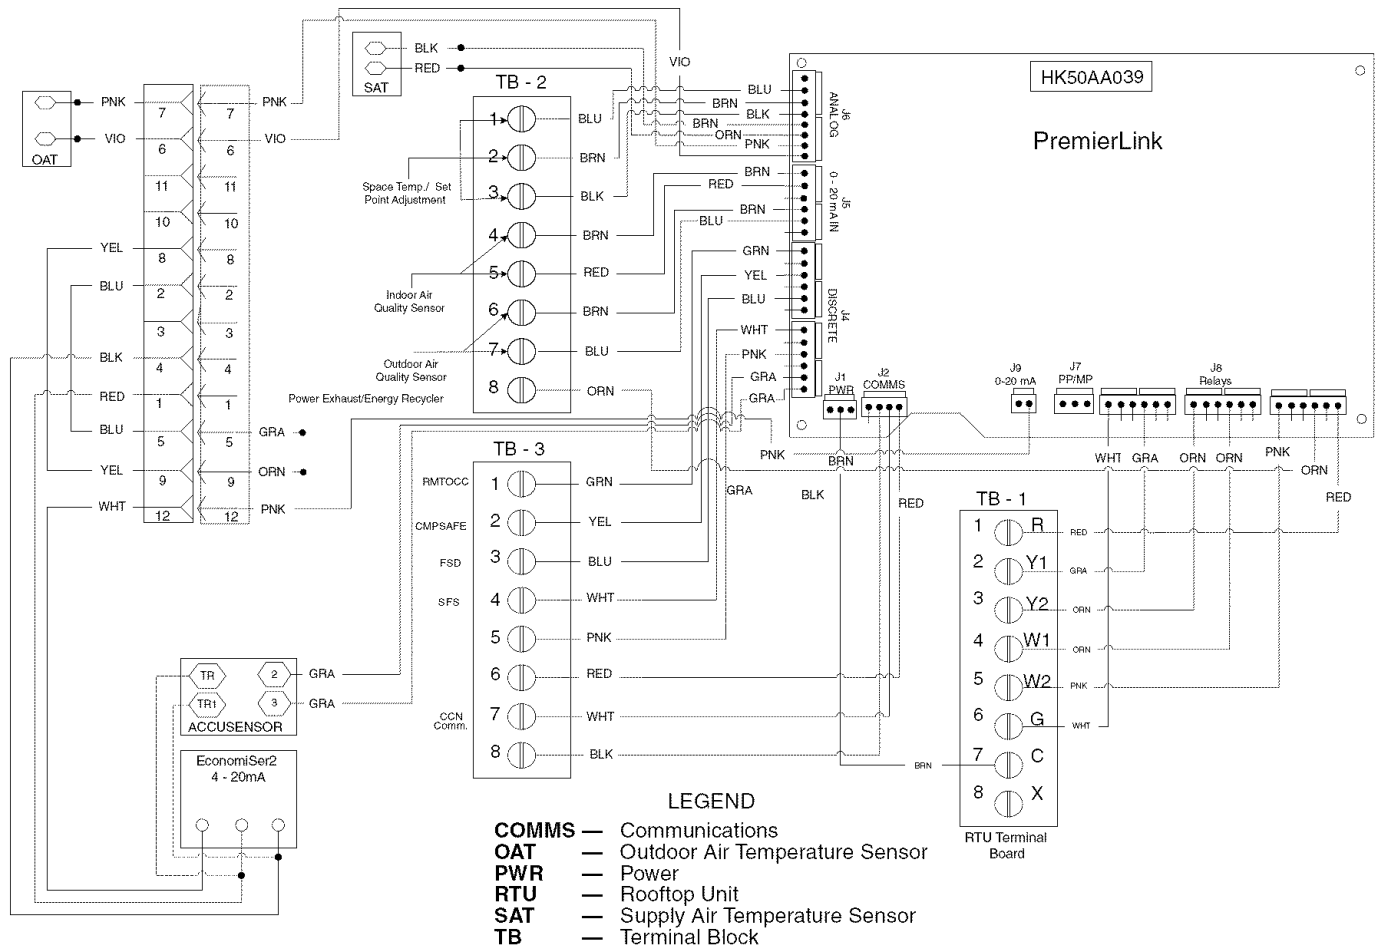 HK50AA039
PremierLink
SAT
BLK
RED
VIO
TB - 2
1
2
3
4
5
6
7
8
BLU
BRN
BLK
BRN
RED
BRN
BLU
ORN
Space Temp./ Set
Point Adjustment
Indoor Air
Quality Sensor
Outdoor Air
Quality Sensor
Power Exhaust/Energy Recycler
OAT
PNK
VIO
YEL
BLU
BLK
RED
BLU
YEL
WHT
7
6
11
10
8
2
3
4
1
5
9
12
7
6
11
10
8
2
3
4
1
5
9
12
PNK
VIO
GRA
ORN
PNK
BLU
BRN
BLK
BRN
ORN
PNK
J6
ANALOG
BRN
RED
BRN
BLU
J5
0 - 20 mA IN
GRN
YEL
BLU
WHT
PNK
GRA
GRA
J4
DISCRETE
J1
PWR
J2
COMMS
J9
0-20 mA
J7
PP/MP
J8
Relays
PNK
BRN
BLK
GRA
RED
WHT
GRA
ORN
ORN
PNK
ORN
RED
TB - 3
RMTOCC
1
GRN
CMPSAFE
2
YEL
FSD
3
BLU
SFS
4
WHT
5
PNK
6
RED
CCN
Comm.
7
WHT
8
BLK
TB - 1
1
R
RED
2
Y1
GRA
3
Y2
ORN
4
W1
ORN
5
W2
PNK
6
G
WHT
7
C
BRN
8
X
RTU Terminal
Board
TR
2
GRA
TR1
3
GRA
ACCUSENSOR
EconomiSer2
4 - 20mA
LEGEND
COMMS — Communications
OAT — Outdoor Air Temperature Sensor
PWR — Power
RTU — Rooftop Unit
SAT — Supply Air Temperature Sensor
TB — Terminal Block